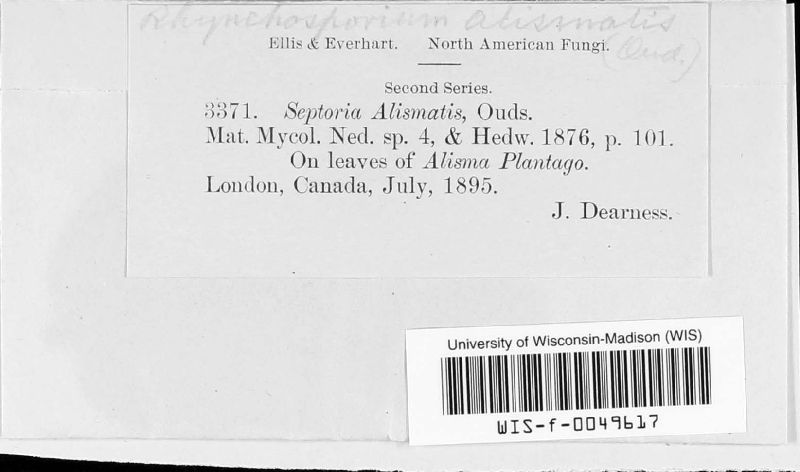 Rhynchosporium alismatis
(Oud.)
Ellis & Everhart. North American Fungi.
Second Series.
3371. Septoria Alismatis, Ouds.
Mat. Mycol. Ned. sp. 4, & Hedw. 1876, p. 101.
On leaves of Alisma Plantago.
London, Canada, July, 1895.
J. Dearness.
University of Wisconsin-Madison (WIS)
WIS-f-0049617